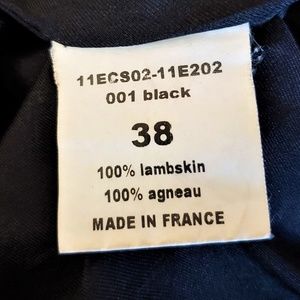 11ECS02-11E202
001 black
38
100% lambskin
100% agneau
MADE IN FRANCE